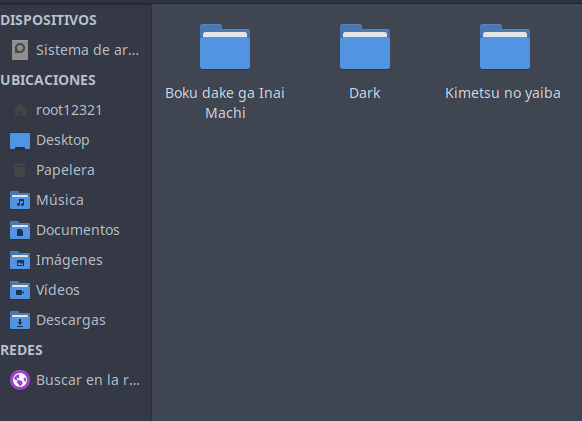 DISPOSITIVOS
Sistema de ar...
UBICACIONES
root12321
Desktop
Papelera
Música
Documentos
Imágenes
Vídeos
Descargas
REDES
Buscar en la r...
Boku dake ga Inai
Machi
Dark
Kimetsu no yaiba